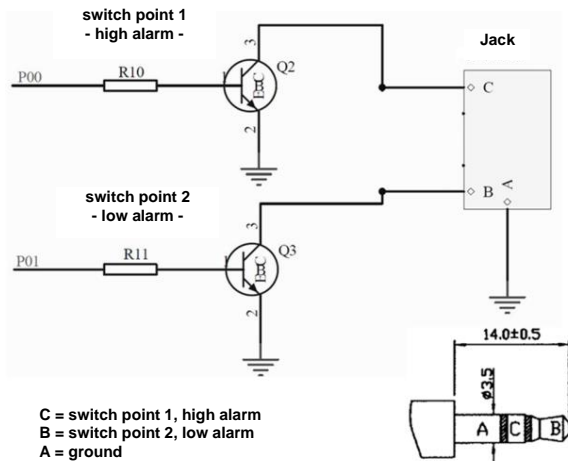 switch point 1
- high alarm -
Jack
3
P00
R10
1
Q2
C
B
E
C
2
switch point 2
- low alarm -
B
A
3
P01
R11
1
Q3
C
B
E
2
14.0±0.5
ø3.5
A
C
B
C = switch point 1, high alarm
B = switch point 2, low alarm
A = ground